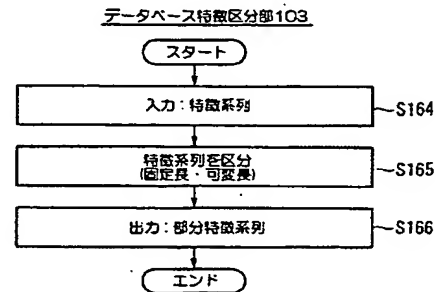 データベース特徴区分部103
スタート
入力:特徴系列
S164
特徴系列を区分
(固定長・可変長)
S165
出力:部分特徴系列
S166
エンド